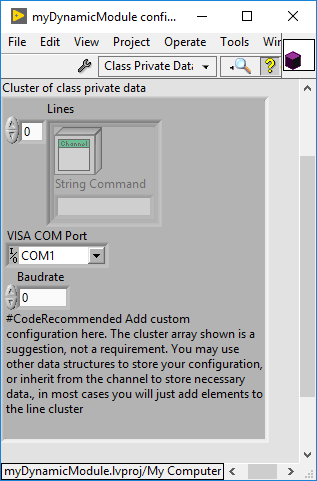 myDynamicModule confi...
File Edit View Project Operate Tools Win
Class Private Data
?
Cluster of class private data
Lines
0
Channel
String Command
VISA COM Port
I/O COM1
Baudrate
0
#CodeRecommended Add custom
configuration here. The cluster array shown is a
suggestion, not a requirement. You may use
other data structures to store your configuration,
or inherit from the channel to store necessary
data., in most cases you will just add elements to
the line cluster
myDynamicModule.lvproj/My Computer